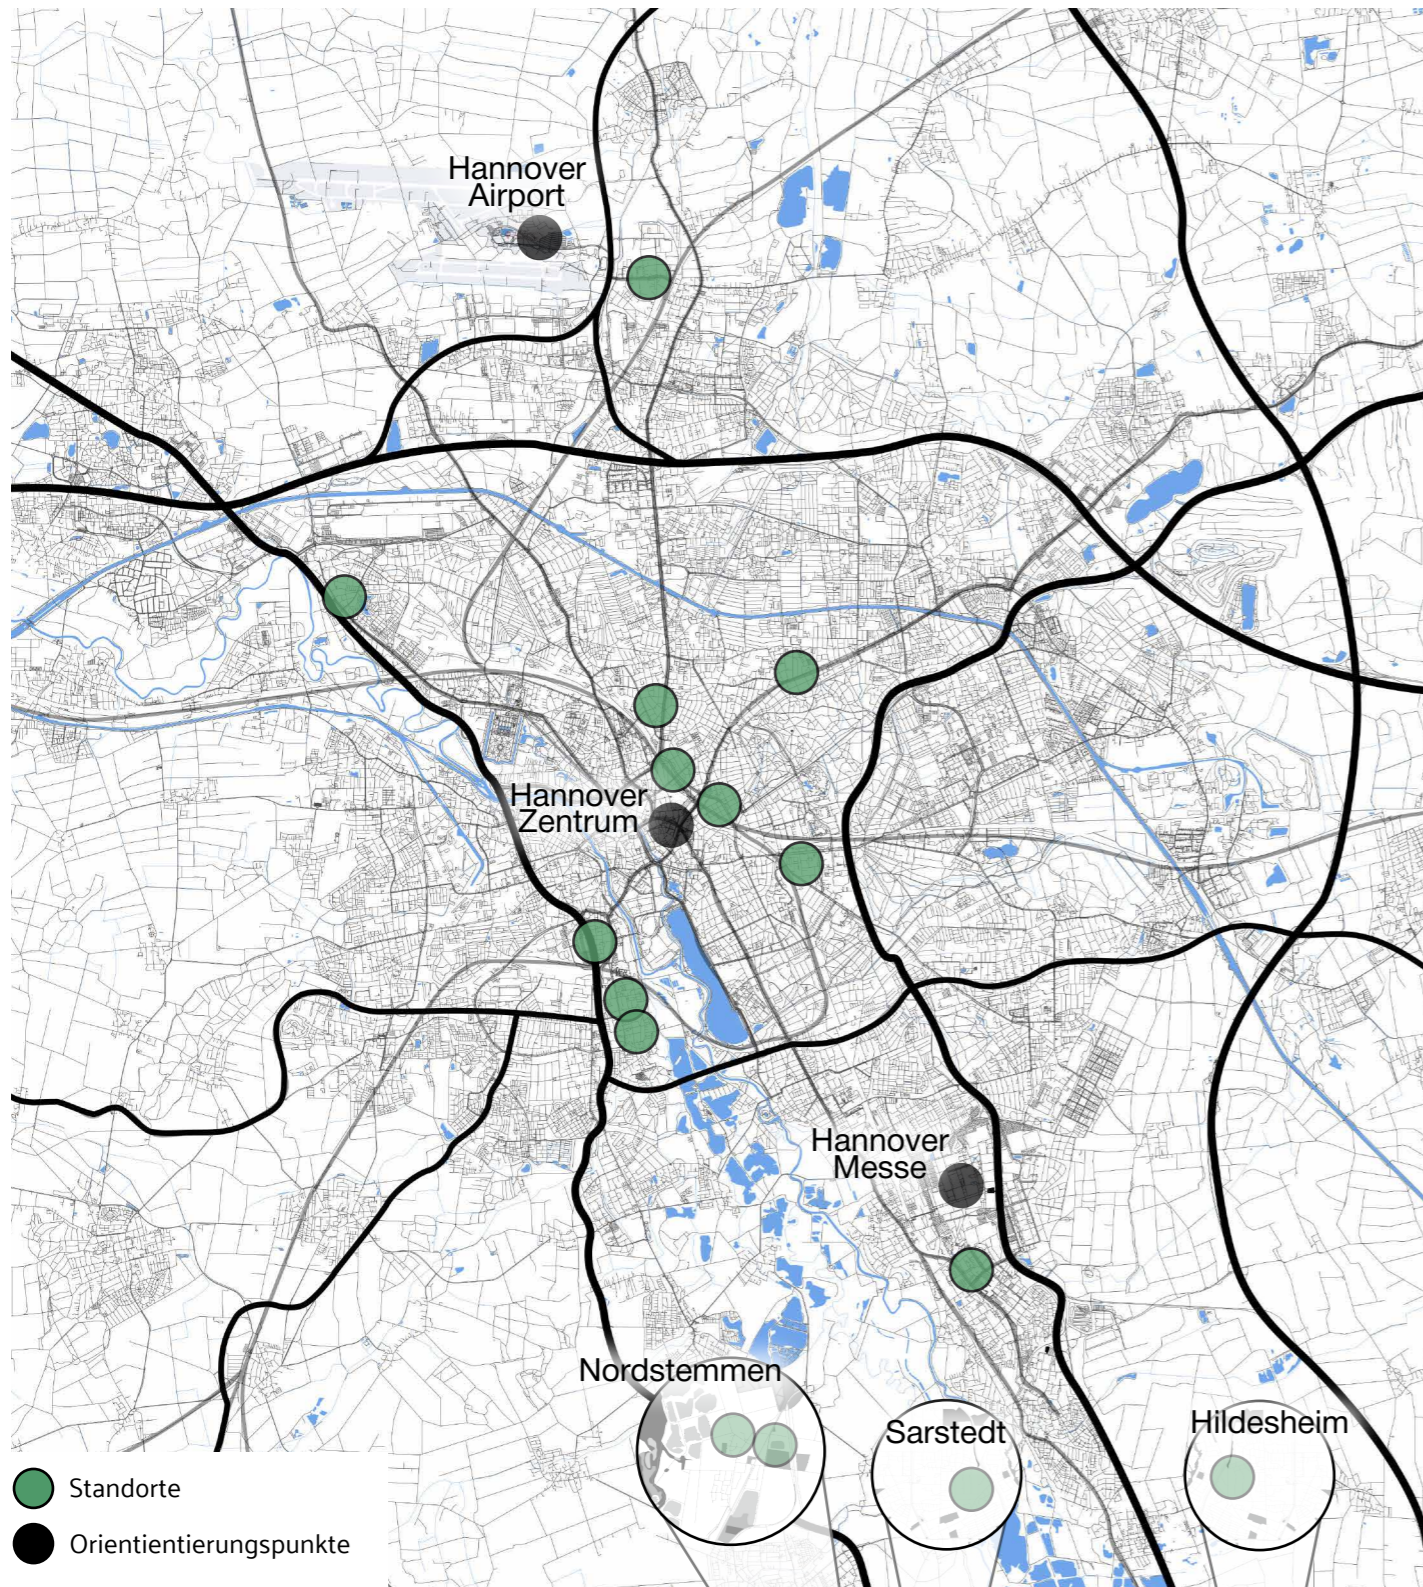 Hannover
Airport
Hannover
Zentrum
Hannover
Messe
Nordstemmen
Sarstedt
Hildesheim
Standorte
Orientientierungspunkte